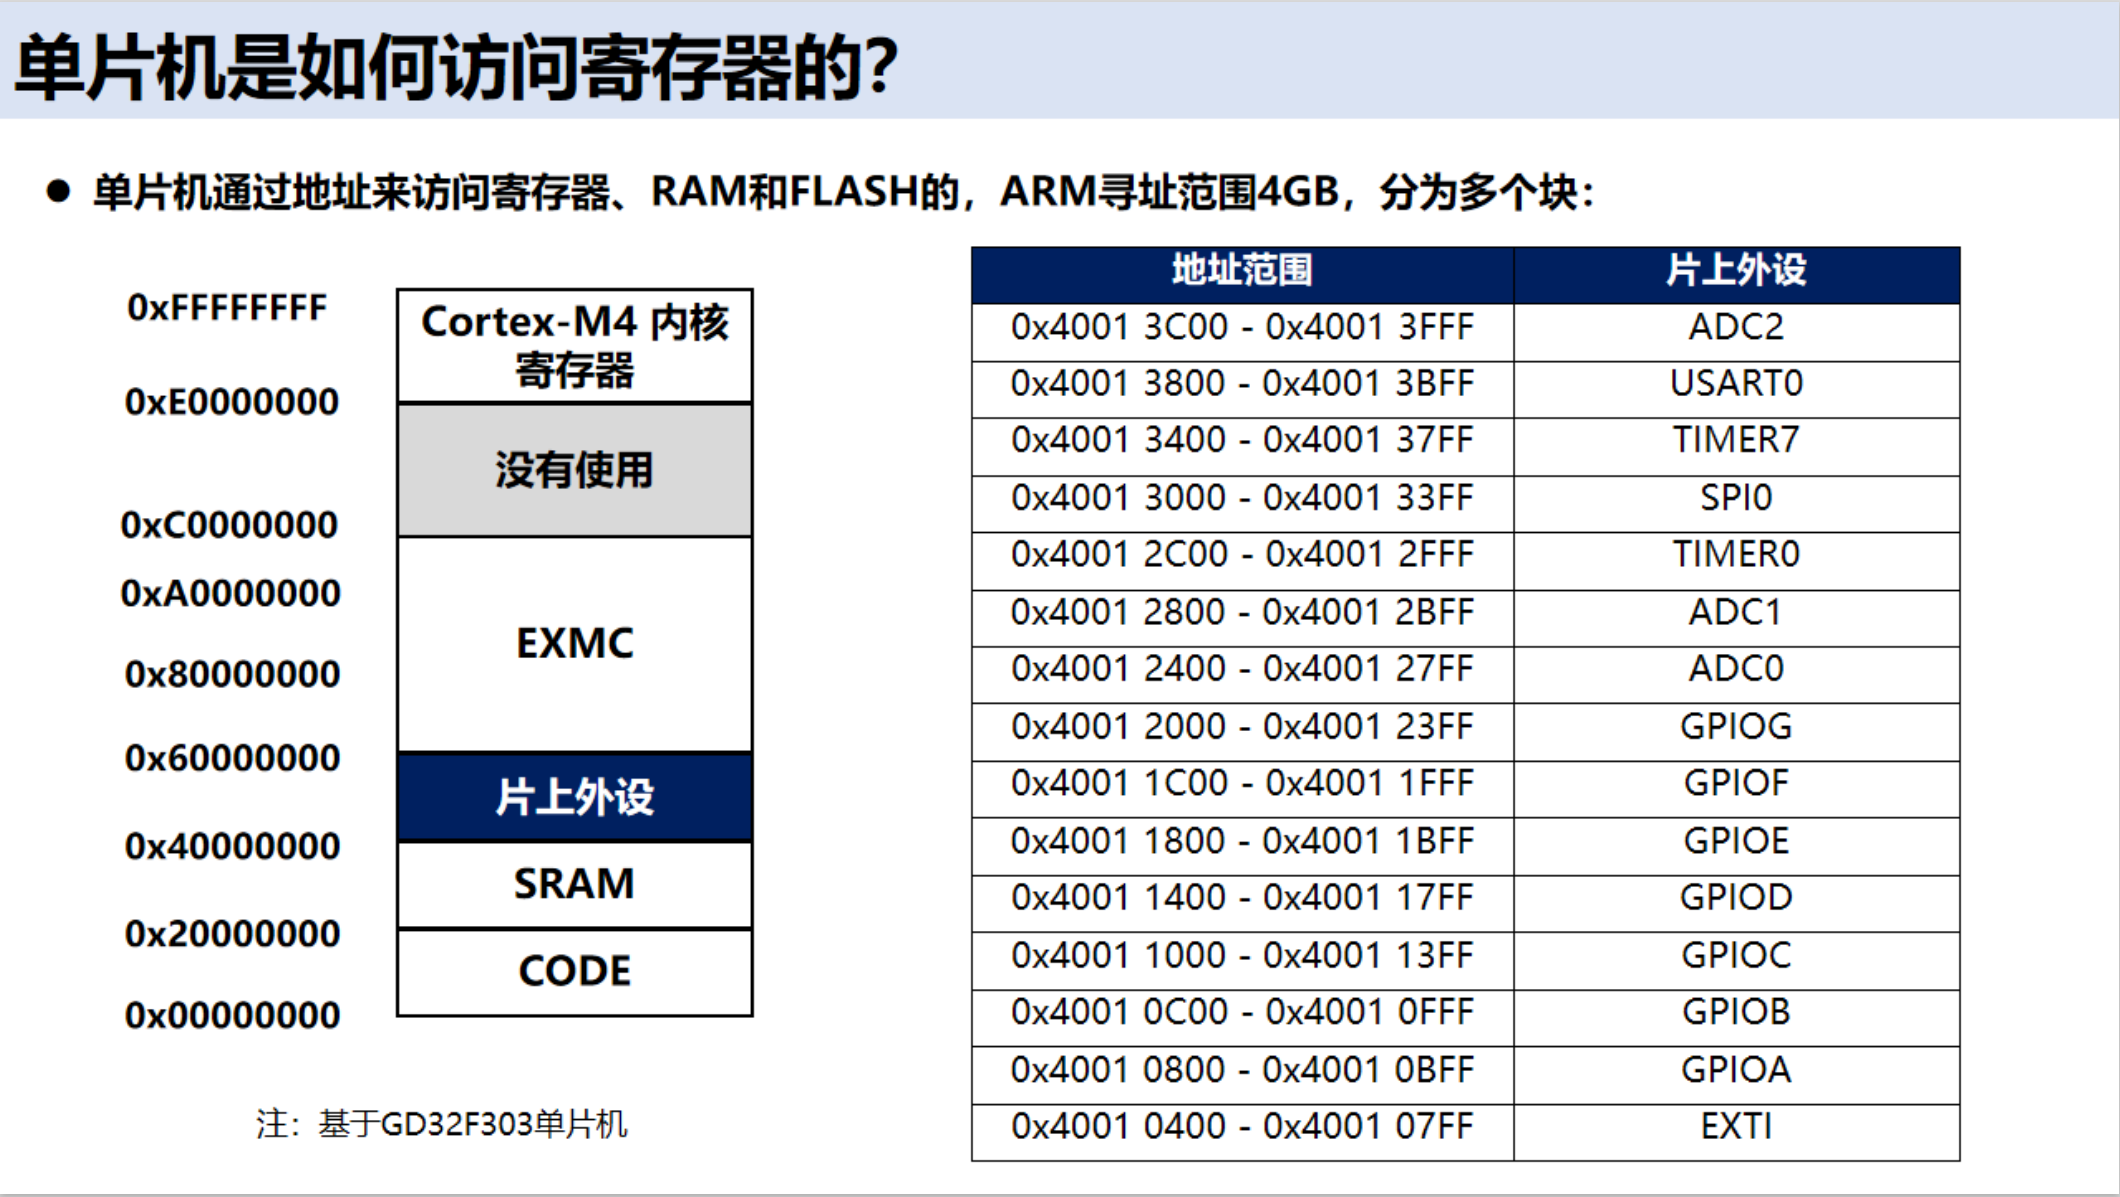 单片机是如何访问寄存器的?
● 单片机通过地址来访问寄存器、RAM和FLASH的，ARM寻址范围4GB，分为多个块：
0xFFFFFFFF
0xE0000000
0xC0000000
0xA0000000
0x80000000
0x60000000
0x40000000
0x20000000
0x00000000
Cortex-M4 内核
寄存器
没有使用
EXMC
片上外设
SRAM
CODE
注：基于GD32F303单片机
地址范围 片上外设
0x4001 3C00 - 0x4001 3FFF ADC2
0x4001 3800 - 0x4001 3BFF USART0
0x4001 3400 - 0x4001 37FF TIMER7
0x4001 3000 - 0x4001 33FF SPI0
0x4001 2C00 - 0x4001 2FFF TIMER0
0x4001 2800 - 0x4001 2BFF ADC1
0x4001 2400 - 0x4001 27FF ADC0
0x4001 2000 - 0x4001 23FF GPIOG
0x4001 1C00 - 0x4001 1FFF GPIOF
0x4001 1800 - 0x4001 1BFF GPIOE
0x4001 1400 - 0x4001 17FF GPIOD
0x4001 1000 - 0x4001 13FF GPIOC
0x4001 0C00 - 0x4001 0FFF GPIOB
0x4001 0800 - 0x4001 0BFF GPIOA
0x4001 0400 - 0x4001 07FF EXTI